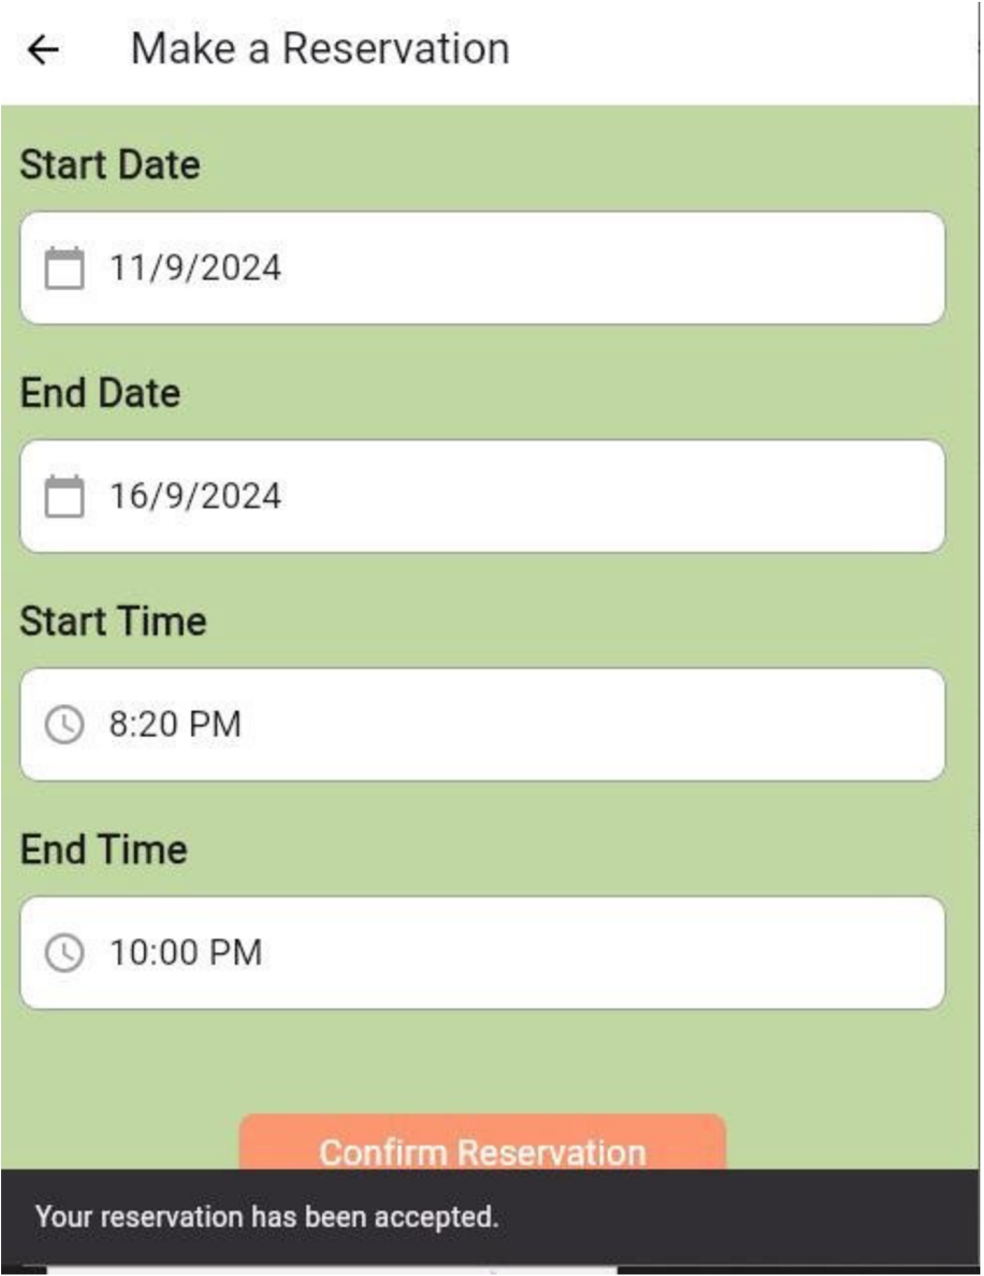 Make a Reservation
Start Date
11/9/2024
End Date
16/9/2024
Start Time
8:20 PM
End Time
10:00 PM
Confirm Reservation
Your reservation has been accepted.